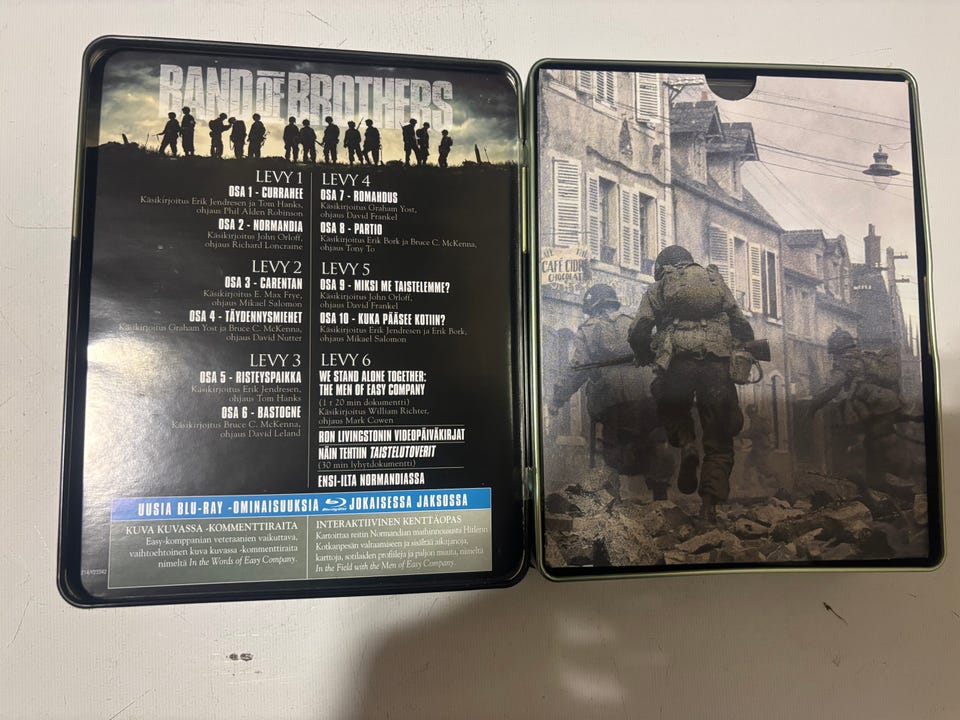 BAND OF BROTHERS
LEVY 1
OSA 1 - CURRAHEE
Käsikirjoitus Erik Jendresen ja Tom Hanks,
ohjaus Phil Alden Robinson
OSA 2 - NORMANDIA
Käsikirjoitus John Orloff,
ohjaus Richard Loncraine
LEVY 2
OSA 3 - CARENTAN
Käsikirjoitus E. Max Frye,
ohjaus Mikael Salomon
OSA 4 - TÄYDENNYSMIEHET
Käsikirjoitus Graham Yost ja Bruce C. McKenna,
ohjaus David Nutter
LEVY 3
OSA 5 - RISTEYSPAIKKA
Käsikirjoitus Erik Jendresen,
ohjaus Tom Hanks
OSA 6 - BASTOGNE
Käsikirjoitus Bruce C. McKenna,
ohjaus David Leland
LEVY 4
OSA 7 - ROMAHDUS
Käsikirjoitus Graham Yost,
ohjaus David Frankel
OSA 8 - PARTIO
Käsikirjoitus Erik Bork ja Bruce C. McKenna,
ohjaus Tony To
LEVY 5
OSA 9 - MIKSI ME TAISTELEMME?
Käsikirjoitus John Orloff,
ohjaus David Frankel
OSA 10 - KUKA PÄÄSEE KOTIIN?
Käsikirjoitus Erik Jendresen ja Erik Bork,
ohjaus Mikael Salomon
LEVY 6
WE STAND ALONE TOGETHER:
THE MEN OF EASY COMPANY
(1 t 20 min dokumentti)
Käsikirjoitus William Richter,
ohjaus Mark Cowen
RON LIVINGSTONIN VIDEOPÄIVÄKIRJAT
NÄIN TEHTIIN TAISTELUTOVERIT
(30 min lyhytdokumentti)
ENSI-ILTA NORMANDIASSA
UUSIA BLU-RAY -OMINAISUUKSIA Blu-ray Disc JOKAISESSA JAKSOSSA
KUVA KUVASSA -KOMMENTTIRAITA
Easy-komppanian veteraanien vaikuttava,
vaihtoehtoinen kuva kuvassa -kommenttiraita
nimeltä In the Words of Easy Company.
INTERAKTIIVINEN KENTTÄOPAS
Kartoittaa reitin Normandian maihinnoususta Hitlerin
Kotkanpesän valtaamiseen ja sisältää aikajanoja,
karttoja, sotilaiden profiileja ja paljon muuta, nimeltä
In the Field with the Men of Easy Company.
CAFÉ CIDRE
CHOCOLAT